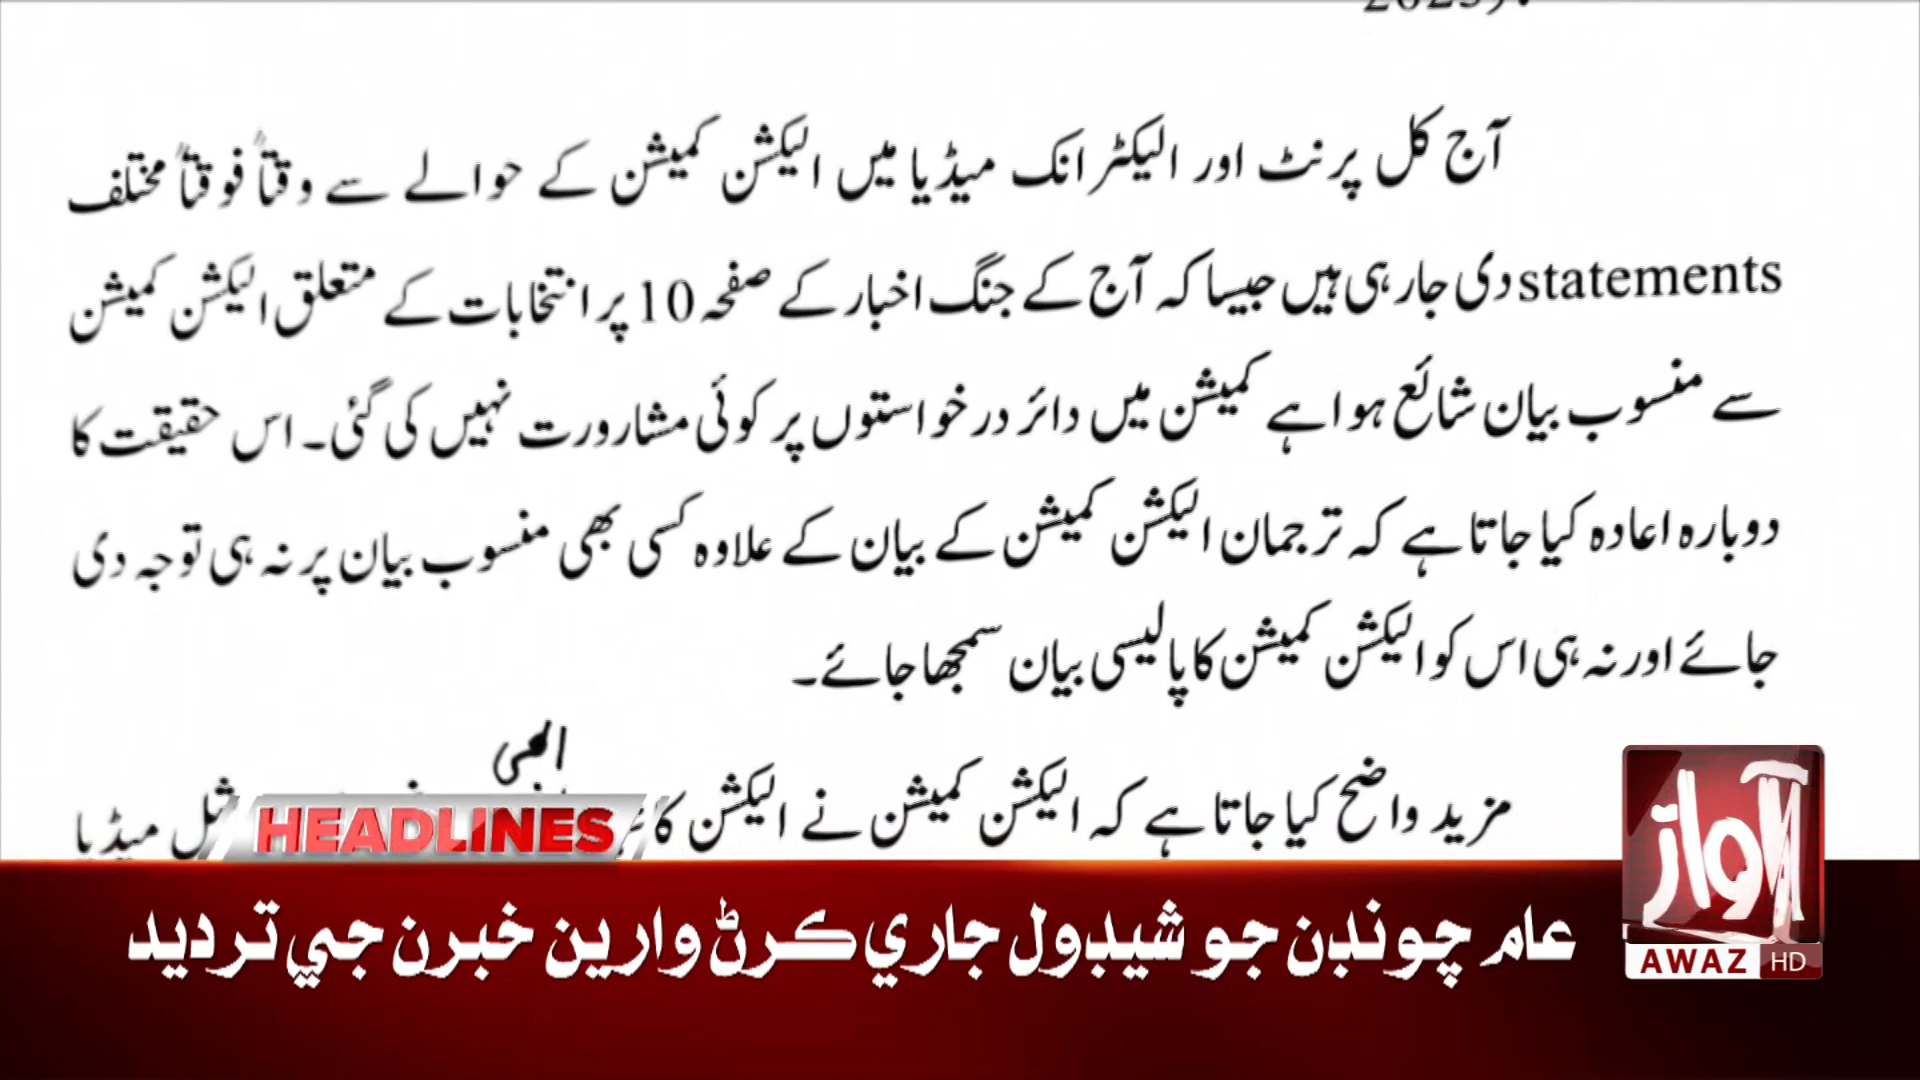 آج کل پرنٹ اور الیکٹرانک میڈیا میں الیکشن کمیشن کے حوالے سے وقتاً فوقتاً مختلف
statements دی جارہی ہیں جیسا کہ آج کے جنگ اخبار کے صفحہ 10 پر انتخابات کے متعلق الیکشن کمیشن
سے منسوب بیان شائع ہوا ہے کمیشن میں دائر درخواستوں پر کوئی مشارورت نہیں کی گئی۔ اس حقیقت کا
دوبارہ اعادہ کیا جاتا ہے کہ ترجمان الیکشن کمیشن کے بیان کے علاوہ کسی بھی منسوب بیان پر نہ ہی توجہ دی
جائے اور نہ ہی اس کو الیکشن کمیشن کا پالیسی بیان سمجھا جائے۔
ابھی
مزید واضح کیا جاتا ہے کہ الیکشن کمیشن نے الیکشن کا میڈیا
HEADLINES
عام چونڊن جو شيڊول جاري ڪرڻ وارين خبرن جي ترديد
آواز
AWAZ HD